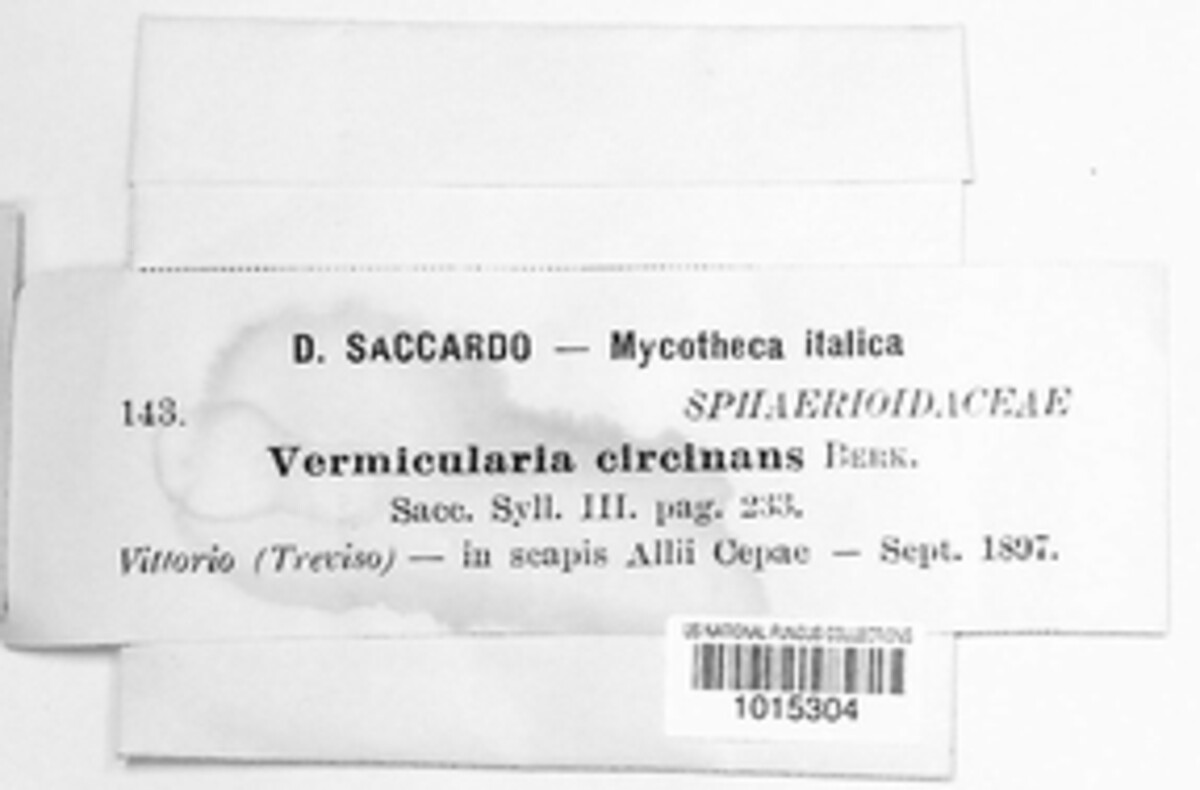 D. SACCARDO — Mycotheca italica
143. SPHAERIOIDACEAE
Vermicularia circinans BERK.
Sacc. Syll. III. pag. 233.
Vittorio (Treviso) — in scapis Allii Cepae — Sept. 1897.
US NATIONAL FUNGUS COLLECTIONS
1015304